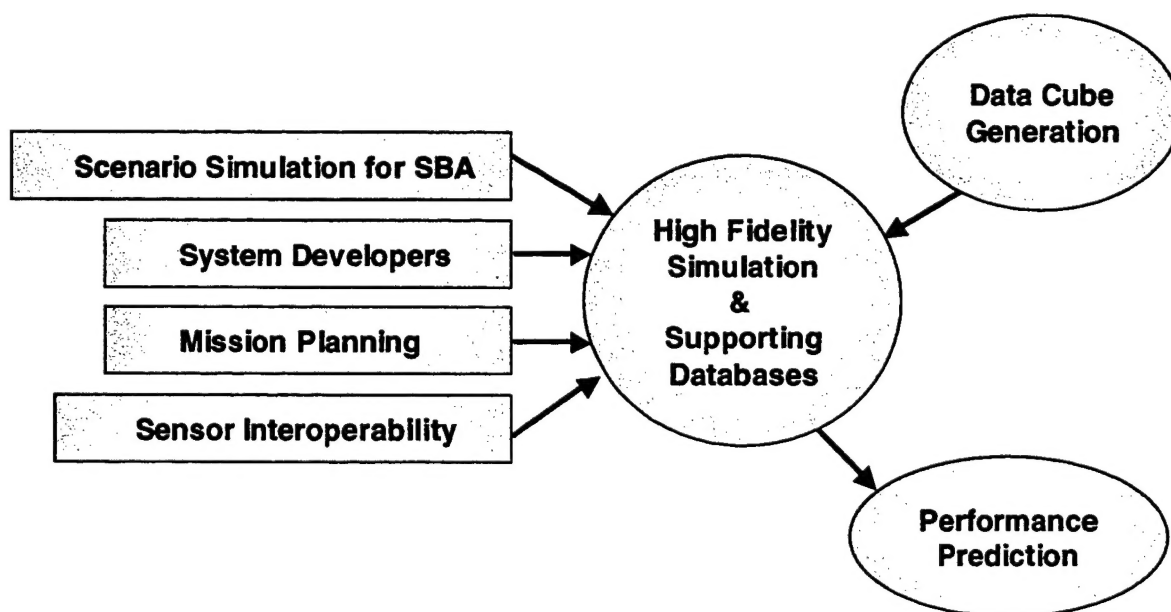 Scenario Simulation for SBA
System Developers
Mission Planning
Sensor Interoperability
High Fidelity
Simulation
&
Supporting
Databases
Data Cube
Generation
Performance
Prediction